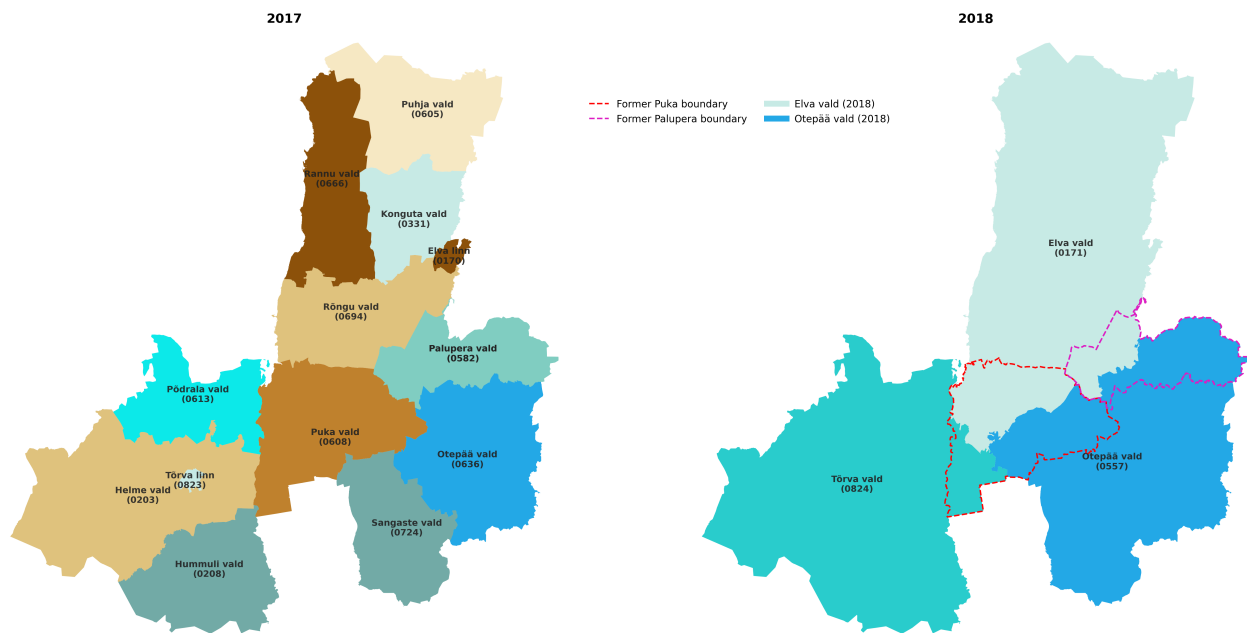 2017
Puhja vald
(0605)
Rannu vald
(0666)
Konguta vald
(0331)
Elva linn
(0170)
Rõngu vald
(0694)
Palupera vald
(0582)
Põdrala vald
(0613)
Puka vald
(0608)
Otepää vald
(0636)
Tõrva linn
(0823)
Helme vald
(0203)
Sangaste vald
(0724)
Hummuli vald
(0208)
2018
Former Puka boundary
Former Palupera boundary
Elva vald (2018)
Otepää vald (2018)
Elva vald
(0171)
Otepää vald
(0557)
Tõrva vald
(0824)